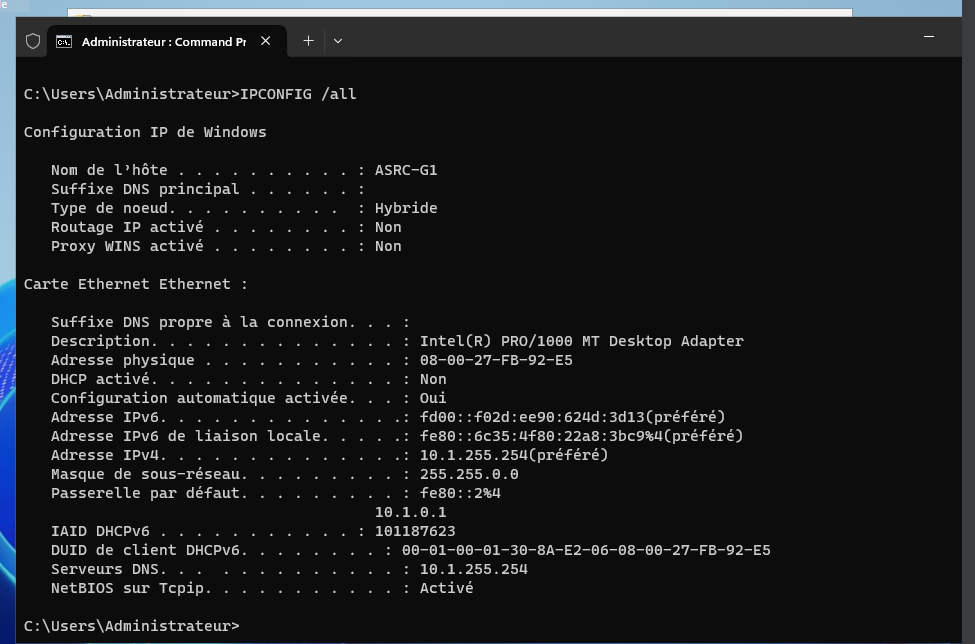 le
Administrateur : Command Pr
C:\Users\Administrateur>IPCONFIG /all
Configuration IP de Windows
Nom de l’hôte . . . . . . . . . . : ASRC-G1
Suffixe DNS principal . . . . . . :
Type de noeud. . . . . . . . . .  : Hybride
Routage IP activé . . . . . . . . : Non
Proxy WINS activé . . . . . . . . : Non
Carte Ethernet Ethernet :
Suffixe DNS propre à la connexion. . . :
Description. . . . . . . . . . . . . . : Intel(R) PRO/1000 MT Desktop Adapter
Adresse physique . . . . . . . . . . . : 08-00-27-FB-92-E5
DHCP activé. . . . . . . . . . . . . . : Non
Configuration automatique activée. . . : Oui
Adresse IPv6. . . . . . . . . . . . . .: fd00::f02d:ee90:624d:3d13(préféré)
Adresse IPv6 de liaison locale. . . . .: fe80::6c35:4f80:22a8:3bc9%4(préféré)
Adresse IPv4. . . . . . . . . . . . . .: 10.1.255.254(préféré)
Masque de sous-réseau. . . . . . . . . : 255.255.0.0
Passerelle par défaut. . . . . . . . . : fe80::2%4
10.1.0.1
IAID DHCPv6 . . . . . . . . . . . : 101187623
DUID de client DHCPv6. . . . . . . . : 00-01-00-01-30-8A-E2-06-08-00-27-FB-92-E5
Serveurs DNS. . .  . . . . . . . . . . : 10.1.255.254
NetBIOS sur Tcpip. . . . . . . . . . . : Activé
C:\Users\Administrateur>